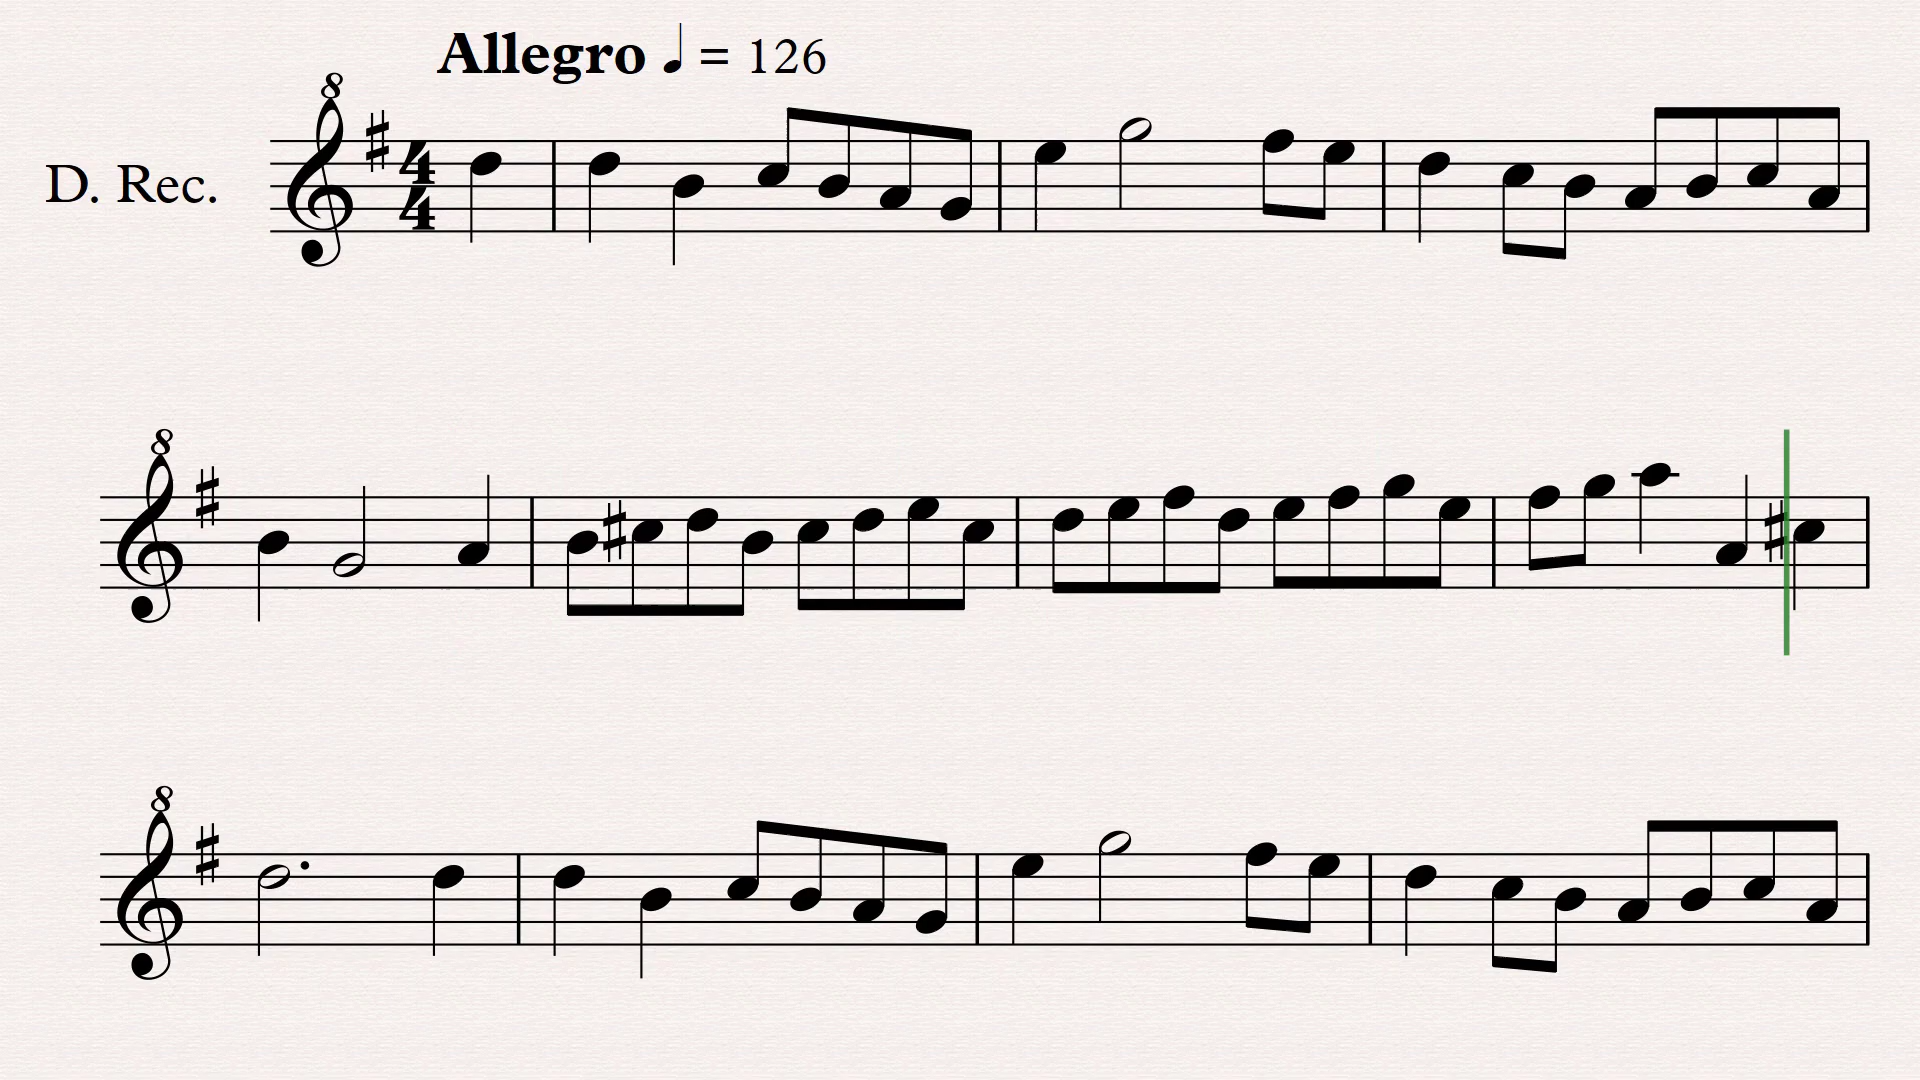 Allegro ♩ = 126
D. Rec.